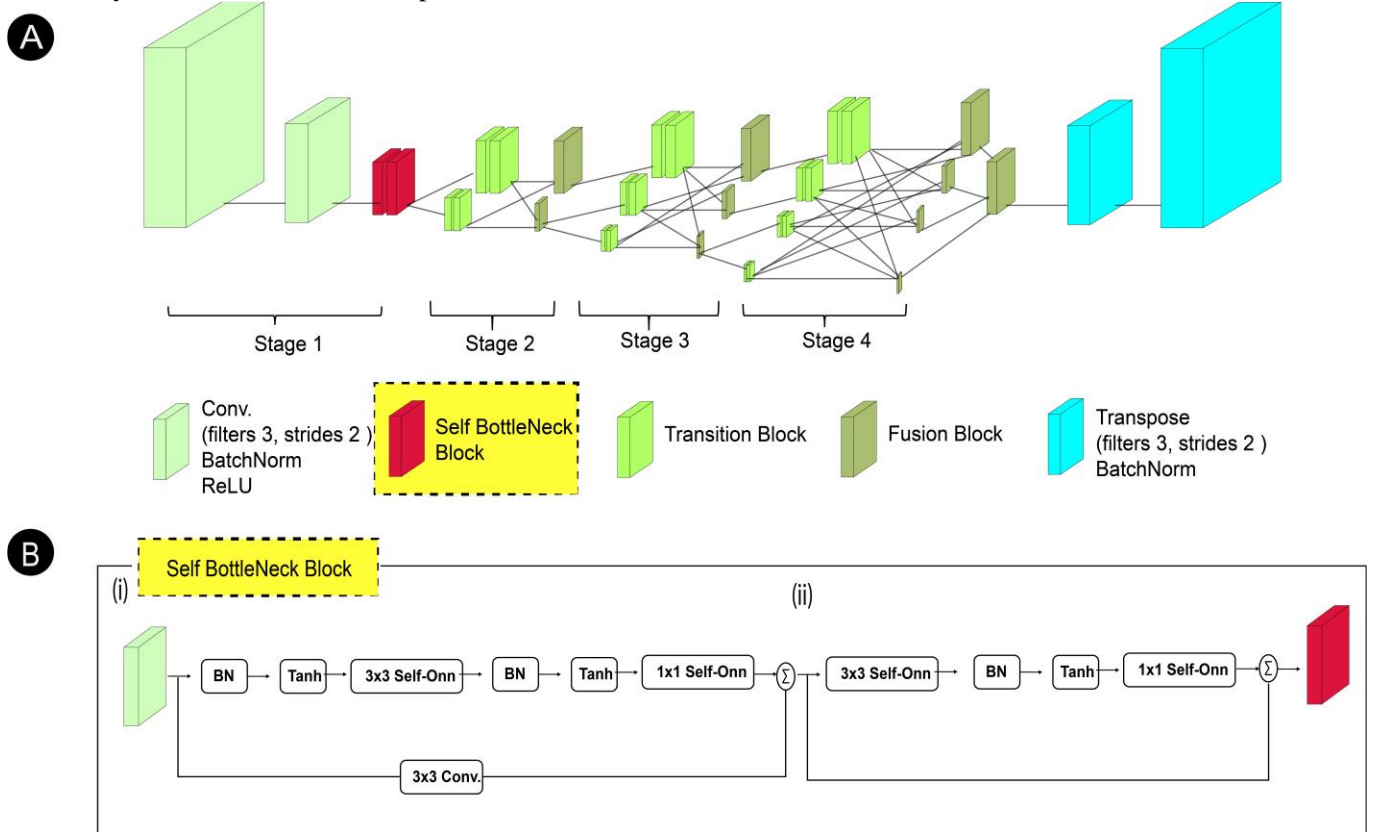 A
Stage 1
Stage 2
Stage 3
Stage 4
Conv.
(filters 3, strides 2 )
BatchNorm
ReLU
Self BottleNeck
Block
Transition Block
Fusion Block
Transpose
(filters 3, strides 2 )
BatchNorm
B
Self BottleNeck Block
(i)
(ii)
BN
Tanh
3x3 Self-Onn
BN
Tanh
1x1 Self-Onn
Σ
3x3 Self-Onn
BN
Tanh
1x1 Self-Onn
Σ
3x3 Conv.